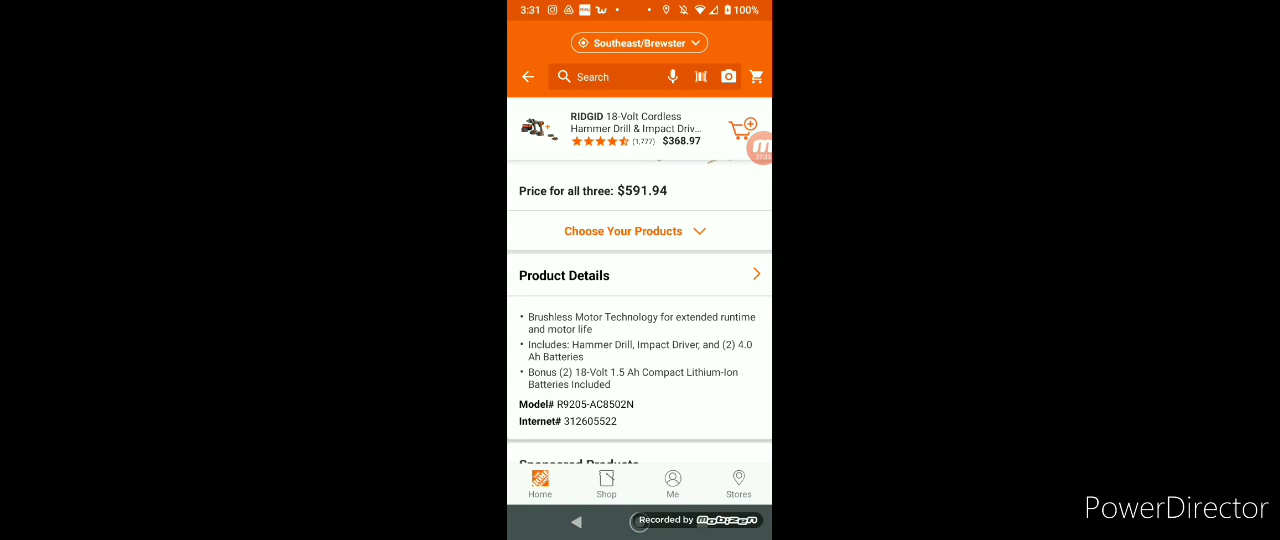 3:31
100%
Southeast/Brewster
Search
RIDGID 18-Volt Cordless
Hammer Drill & Impact Driv...
(1,777) $368.97
Price for all three: $591.94
Choose Your Products
Product Details
• Brushless Motor Technology for extended runtime
and motor life
• Includes: Hammer Drill, Impact Driver, and (2) 4.0
Ah Batteries
• Bonus (2) 18-Volt 1.5 Ah Compact Lithium-Ion
Batteries Included
Model# R9205-AC8502N
Internet# 312605522
Sponsored Products
Home Shop Me Stores
Recorded by mobizen
PowerDirector